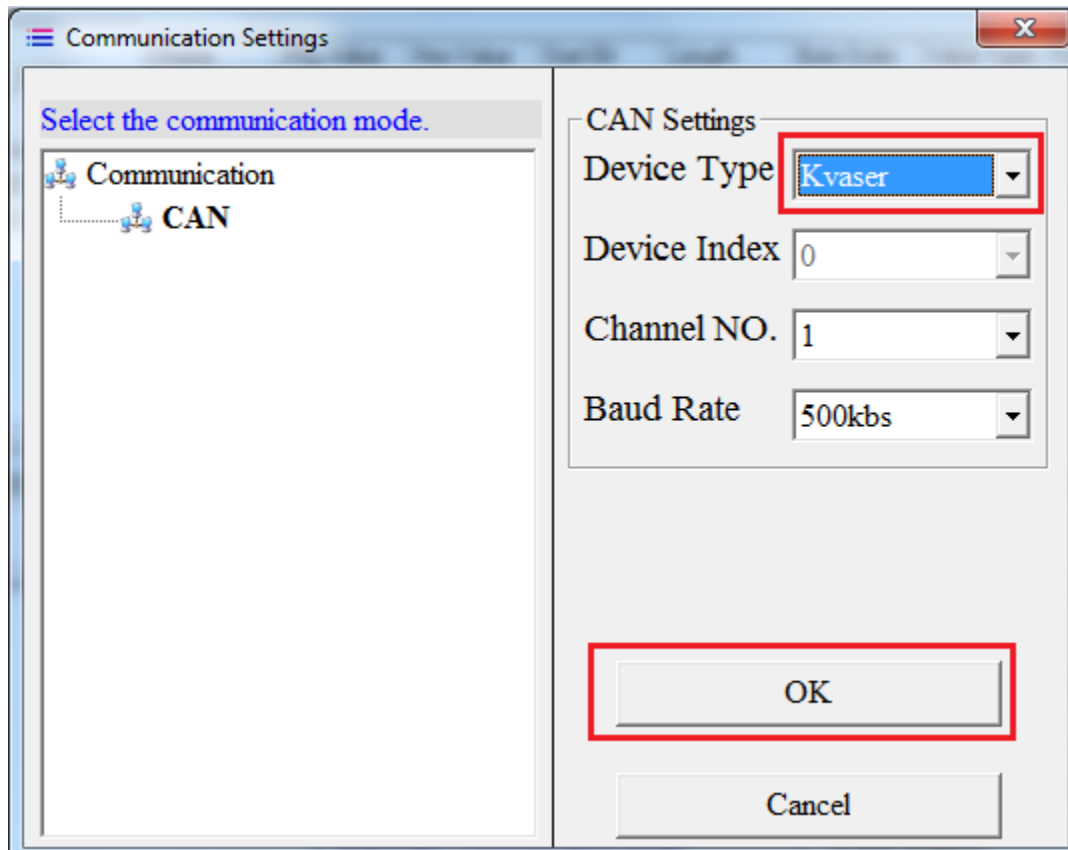 Communication Settings
Select the communication mode.
Communication
CAN
CAN Settings
Device Type Kvaser
Device Index 0
Channel NO. 1
Baud Rate 500kbs
OK
Cancel